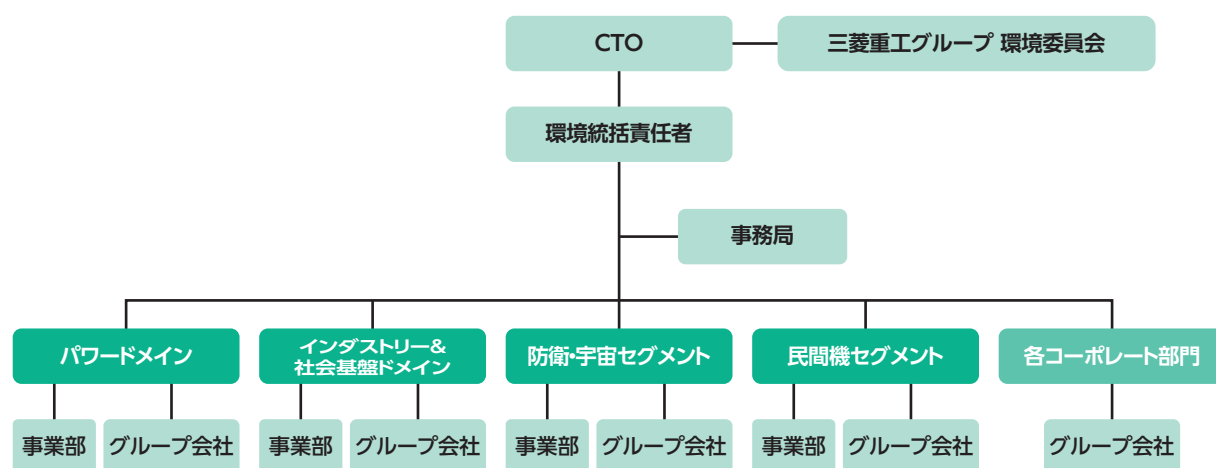 CTO
三菱重工グループ 環境委員会
環境統括責任者
事務局
パワードメイン
インダストリー&
社会基盤ドメイン
防衛・宇宙セグメント
民間機セグメント
各コーポレート部門
事業部
グループ会社
事業部
グループ会社
事業部
グループ会社
事業部
グループ会社
グループ会社